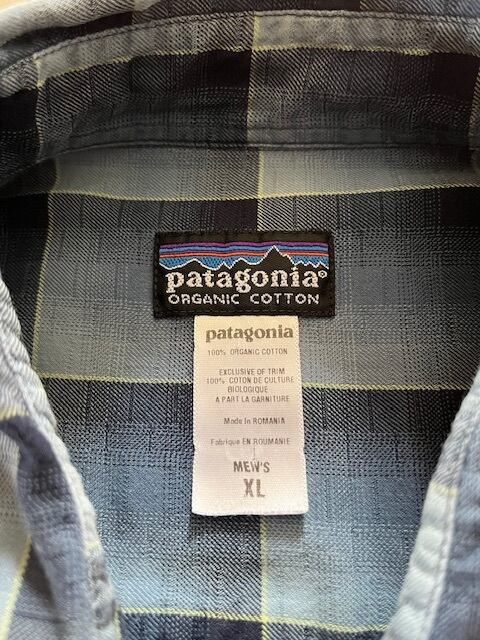 patagonia®
ORGANIC COTTON
patagonia
100% ORGANIC COTTON
EXCLUSIVE OF TRIM
100% COTON DE CULTURE
BIOLOGIQUE
A PART LA GARNITURE
Made in ROMANIA
Fabriqué EN ROUMANIE
MEN'S
XL